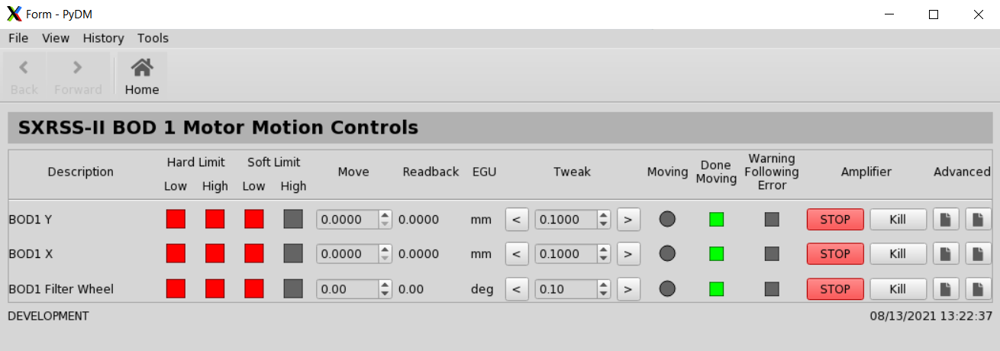 Form - PyDM
File View History Tools
Back Forward Home
SXRSS-II BOD 1 Motor Motion Controls
Description Hard Limit Low High Soft Limit Low High Move Readback EGU Tweak Moving Done Moving Warning Following Error Amplifier Advanced
BOD1 Y 0.0000 0.0000 mm < 0.1000 > STOP Kill
BOD1 X 0.0000 0.0000 mm < 0.1000 > STOP Kill
BOD1 Filter Wheel 0.00 0.00 deg < 0.10 > STOP Kill
DEVELOPMENT 08/13/2021 13:22:37